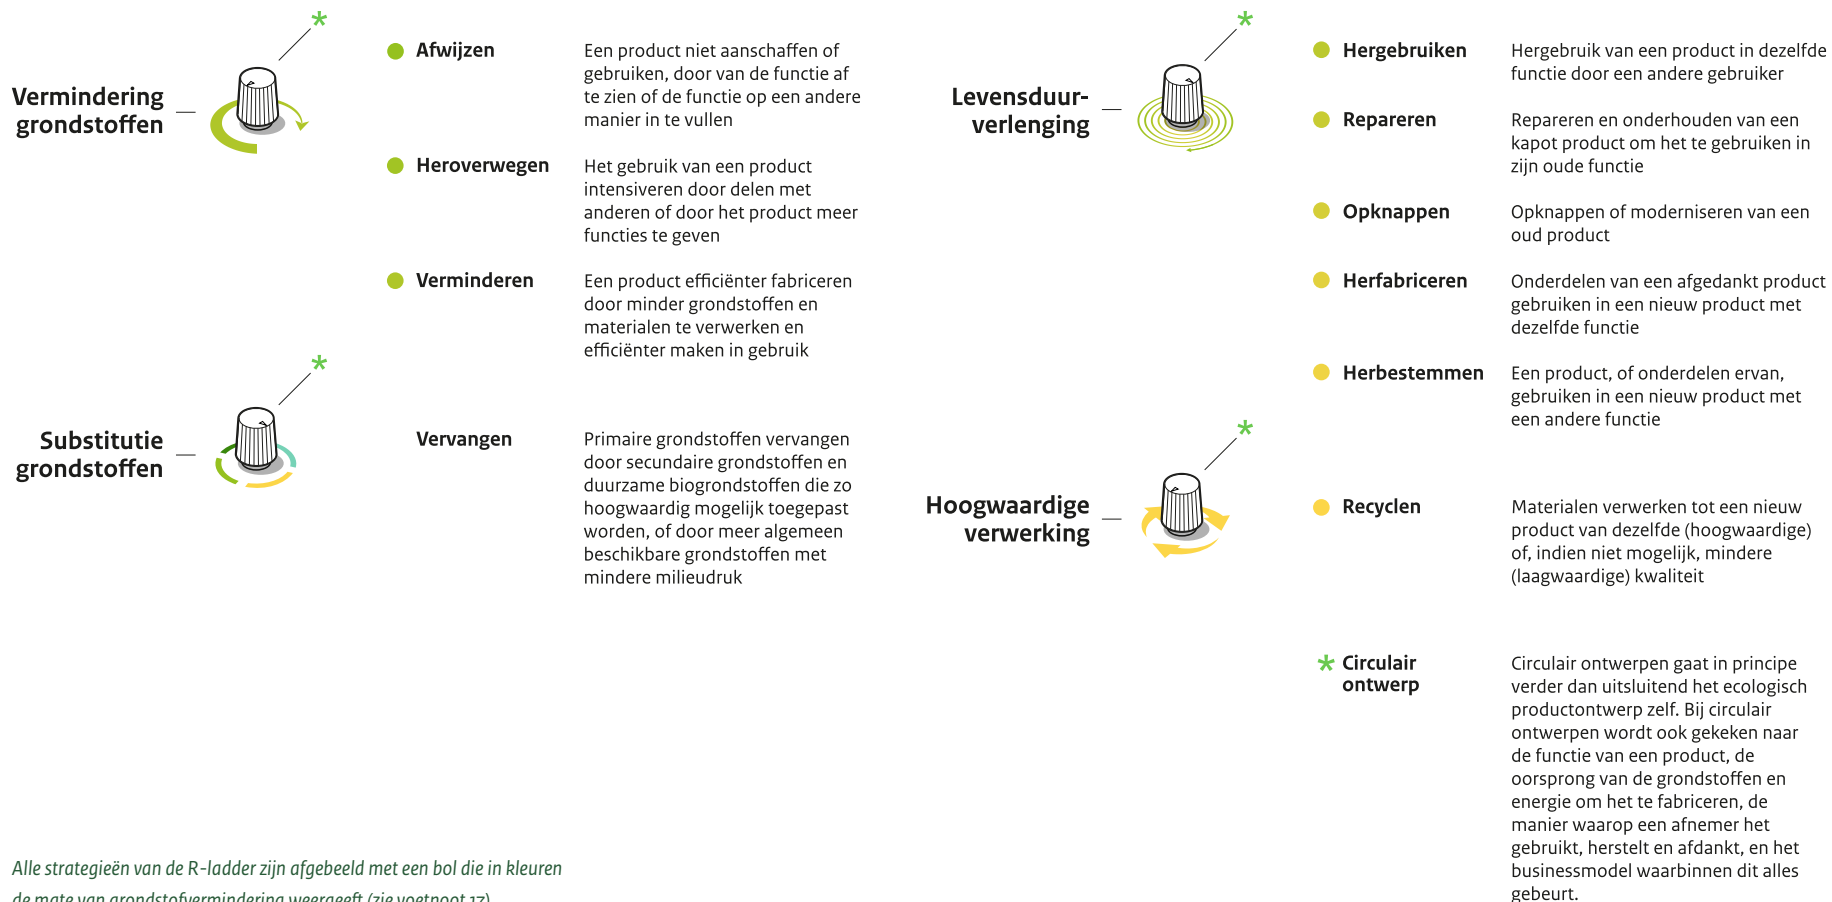 *
Vermindering
grondstoffen
Afwijzen
Een product niet aanschaffen of
gebruiken, door van de functie af
te zien of de functie op een andere
manier in te vullen
Heroverwegen
Het gebruik van een product
intensiveren door delen met
anderen of door het product meer
functies te geven
Verminderen
Een product efficiënter fabriceren
door minder grondstoffen en
materialen te verwerken en
efficiënter maken in gebruik
*
Substitutie
grondstoffen
Vervangen
Primaire grondstoffen vervangen
door secundaire grondstoffen en
duurzame biogrondstoffen die zo
hoogwaardig mogelijk toegepast
worden, of door meer algemeen
beschikbare grondstoffen met
mindere milieudruk
*
Levensduur-
verlenging
Hergebruiken
Hergebruik van een product in dezelfde
functie door een andere gebruiker
Repareren
Repareren en onderhouden van een
kapot product om het te gebruiken in
zijn oude functie
Opknappen
Opknappen of moderniseren van een
oud product
Herfabriceren
Onderdelen van een afgedankt product
gebruiken in een nieuw product met
dezelfde functie
Herbestemmen
Een product, of onderdelen ervan,
gebruiken in een nieuw product met
een andere functie
*
Hoogwaardige
verwerking
Recyclen
Materialen verwerken tot een nieuw
product van dezelfde (hoogwaardige)
of, indien niet mogelijk, mindere
(laagwaardige) kwaliteit
* Circulair
ontwerp
Circulair ontwerpen gaat in principe
verder dan uitsluitend het ecologisch
productontwerp zelf. Bij circulair
ontwerpen wordt ook gekeken naar
de functie van een product, de
oorsprong van de grondstoffen en
energie om het te fabriceren, de
manier waarop een afnemer het
gebruikt, herstelt en afdankt, en het
businessmodel waarbinnen dit alles
gebeurt.
Alle strategieën van de R-ladder zijn afgebeeld met een bol die in kleuren
de mate van grondstofvermindering weergeeft (zie voetnoot 17)